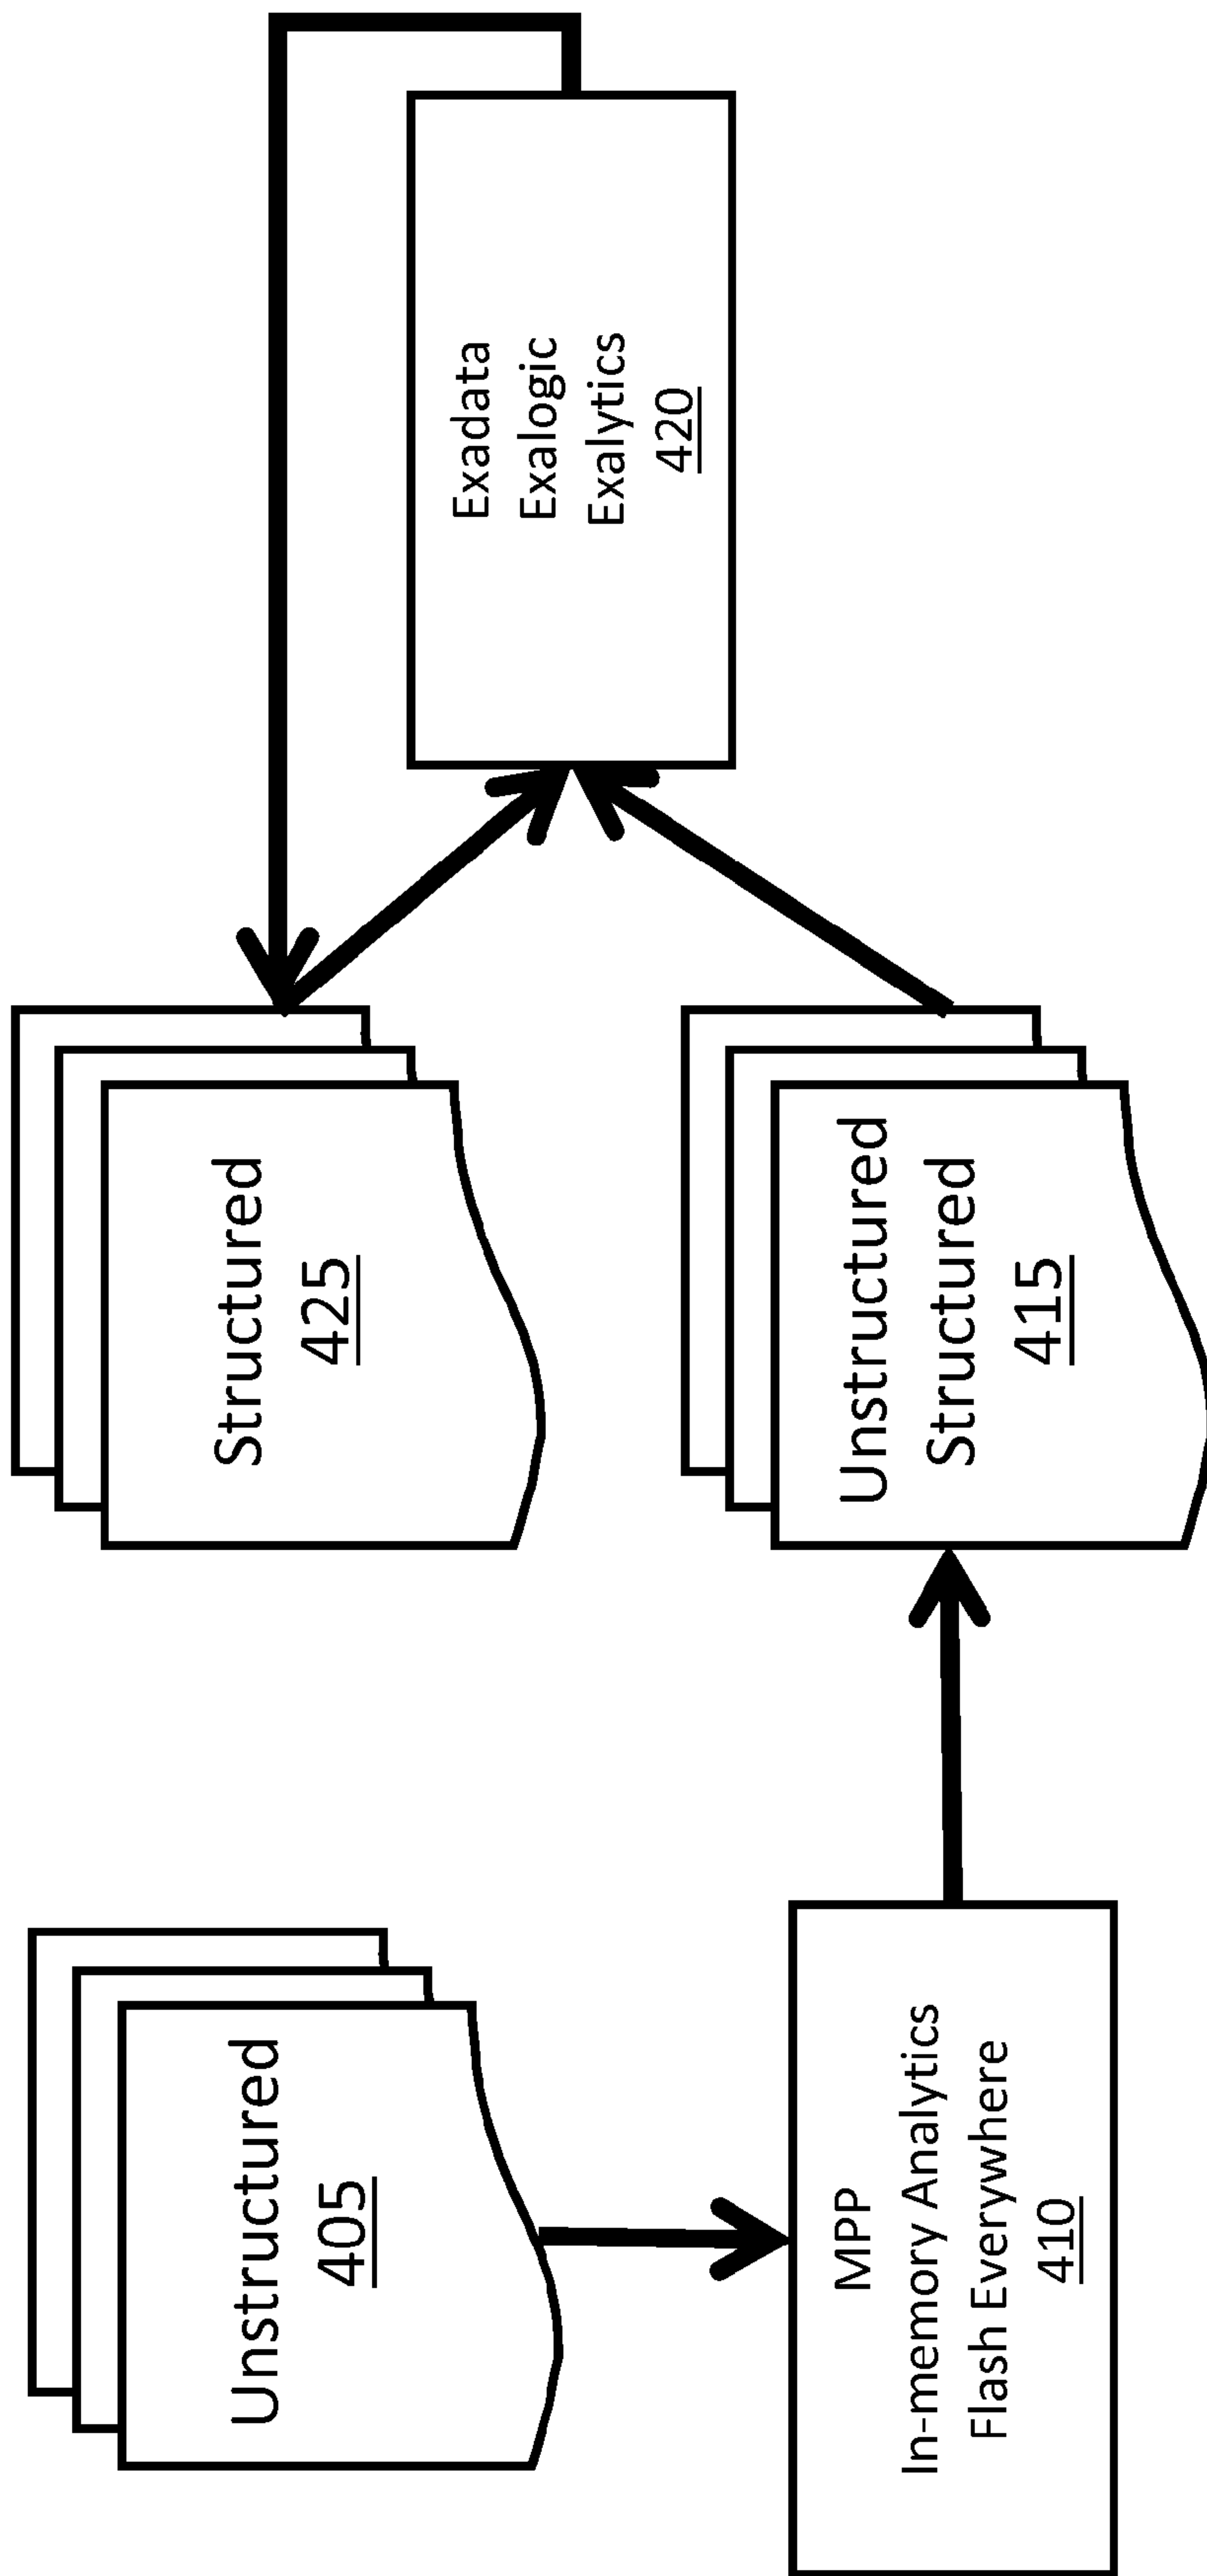 Unstructured
405
Structured
425
Exadata
Exalogic
Exalytics
420
MPP
In-memory Analytics
Flash Everywhere
410
Unstructured
Structured
415